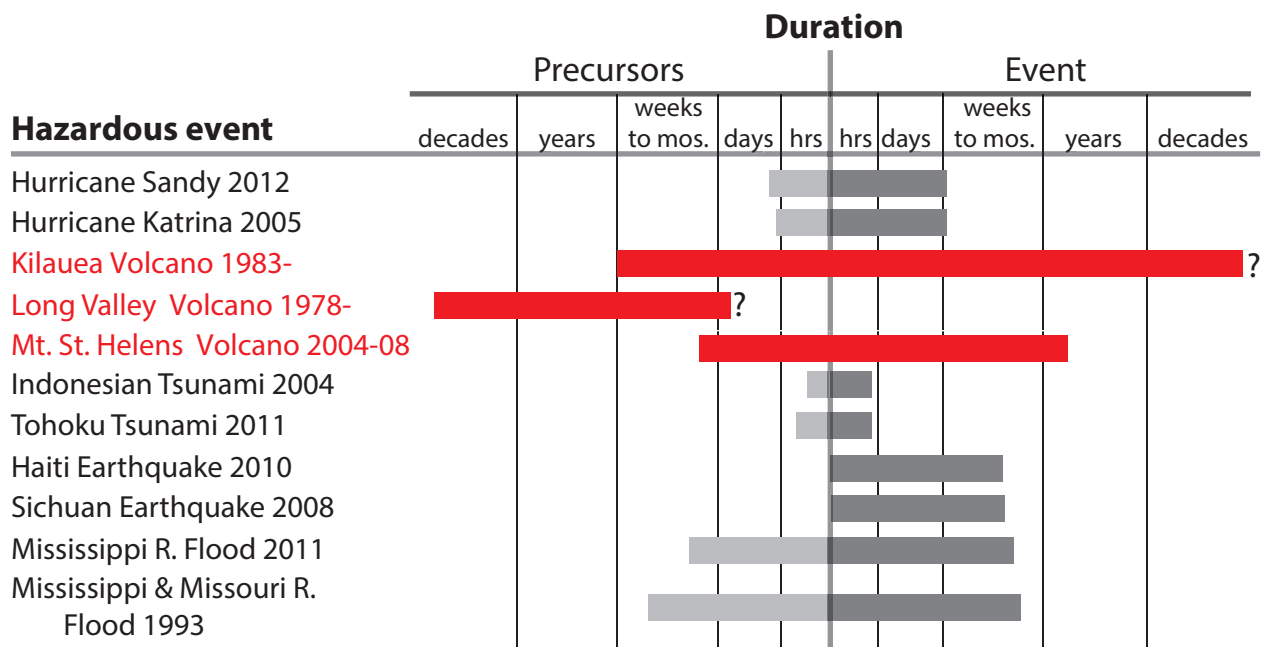 Duration
Precursors Event
Hazardous event
decades years weeks to mos. days hrs hrs days weeks to mos. years decades
Hurricane Sandy 2012
Hurricane Katrina 2005
Kilauea Volcano 1983- ?
Long Valley Volcano 1978- ?
Mt. St. Helens Volcano 2004-08
Indonesian Tsunami 2004
Tohoku Tsunami 2011
Haiti Earthquake 2010
Sichuan Earthquake 2008
Mississippi R. Flood 2011
Mississippi & Missouri R.
Flood 1993